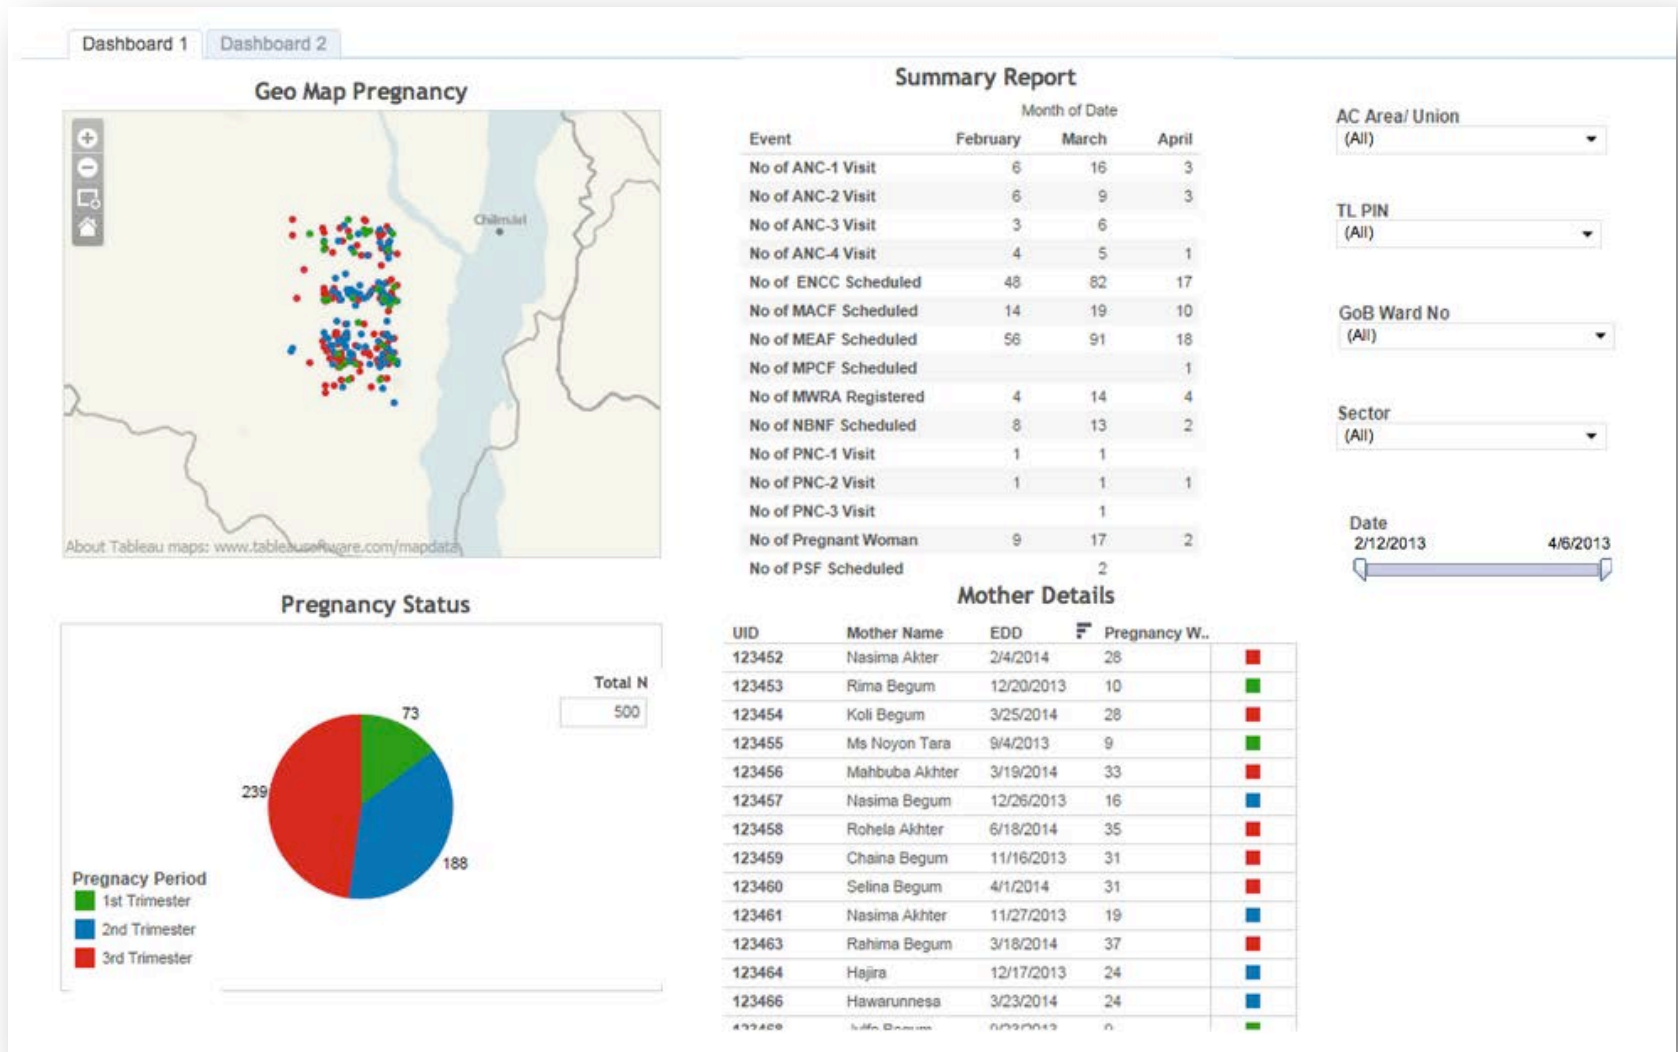 Dashboard 1 Dashboard 2
Geo Map Pregnancy
Chilmari
About Tableau maps: www.tableausoftware.com/mapdata
Pregnancy Status
Total N
500
73
239
188
Pregnacy Period
1st Trimester
2nd Trimester
3rd Trimester
Summary Report
Month of Date
Event February March April
No of ANC-1 Visit 6 16 3
No of ANC-2 Visit 6 9 3
No of ANC-3 Visit 3 6
No of ANC-4 Visit 4 5 1
No of ENCC Scheduled 48 82 17
No of MACF Scheduled 14 19 10
No of MEAF Scheduled 56 91 18
No of MPCF Scheduled 1
No of MWRA Registered 4 14 4
No of NBNF Scheduled 8 13 2
No of PNC-1 Visit 1 1
No of PNC-2 Visit 1 1 1
No of PNC-3 Visit 1
No of Pregnant Woman 9 17 2
No of PSF Scheduled 2
Mother Details
UID Mother Name EDD Pregnancy W..
123452 Nasima Akter 2/4/2014 28
123453 Rima Begum 12/20/2013 10
123454 Koli Begum 3/25/2014 28
123455 Ms Noyon Tara 9/4/2013 9
123456 Mahbuba Akhter 3/19/2014 33
123457 Nasima Begum 12/26/2013 16
123458 Rohela Akhter 6/18/2014 35
123459 Chaina Begum 11/16/2013 31
123460 Selina Begum 4/1/2014 31
123461 Nasima Akhter 11/27/2013 19
123463 Rahima Begum 3/18/2014 37
123464 Hajira 12/17/2013 24
123466 Hawarunnesa 3/23/2014 24
AC Area/ Union
(All)
TL PIN
(All)
GoB Ward No
(All)
Sector
(All)
Date
2/12/2013 4/6/2013